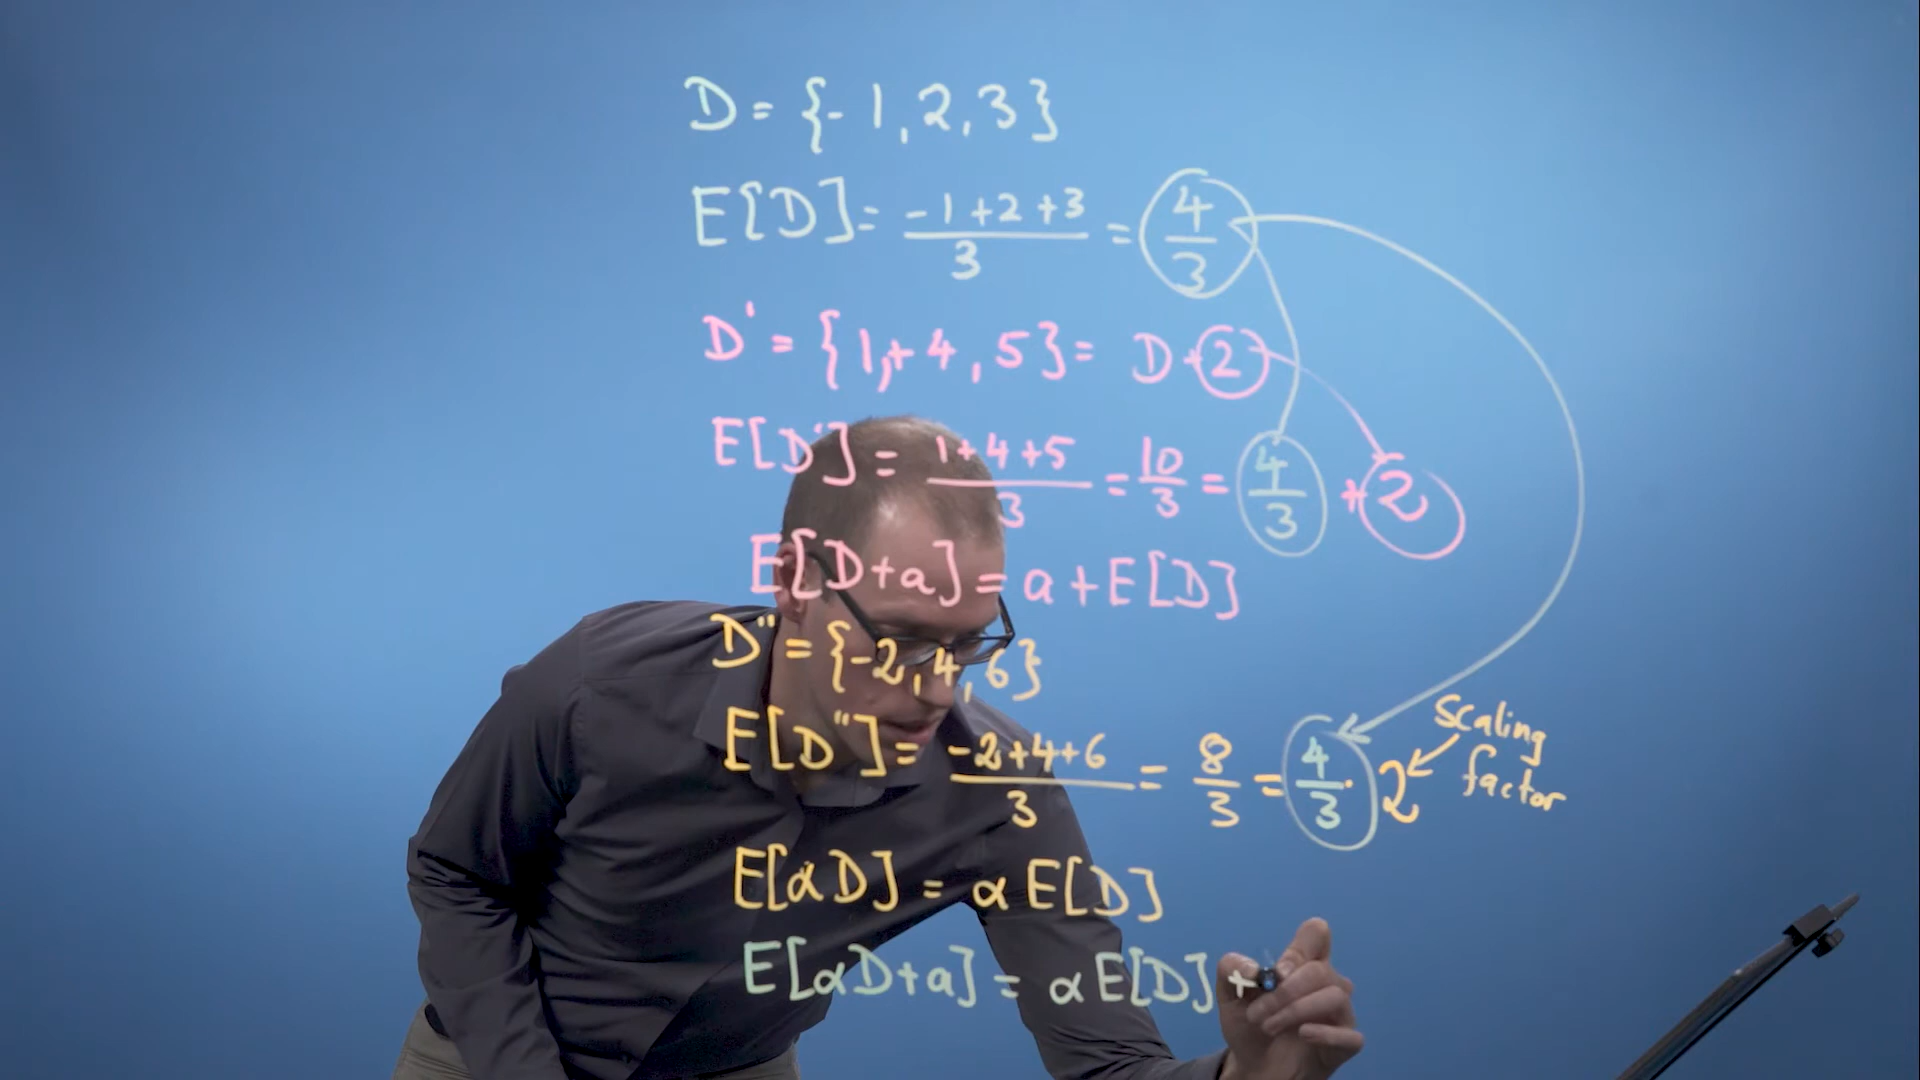 D = {-1, 2, 3}
E[D] = (-1+2+3)/3 = 4/3
D' = {1,+4, 5} = D+2
E[D'] = (1+4+5)/3 = 10/3 = 4/3 + 2
E[D+a] = a + E[D]
D'' = {-2, 4, 6}
E[D''] = (-2+4+6)/3 = 8/3 = 4/3 · 2
scaling
factor
E[αD] = α E[D]
E[αD+a] = α E[D] +